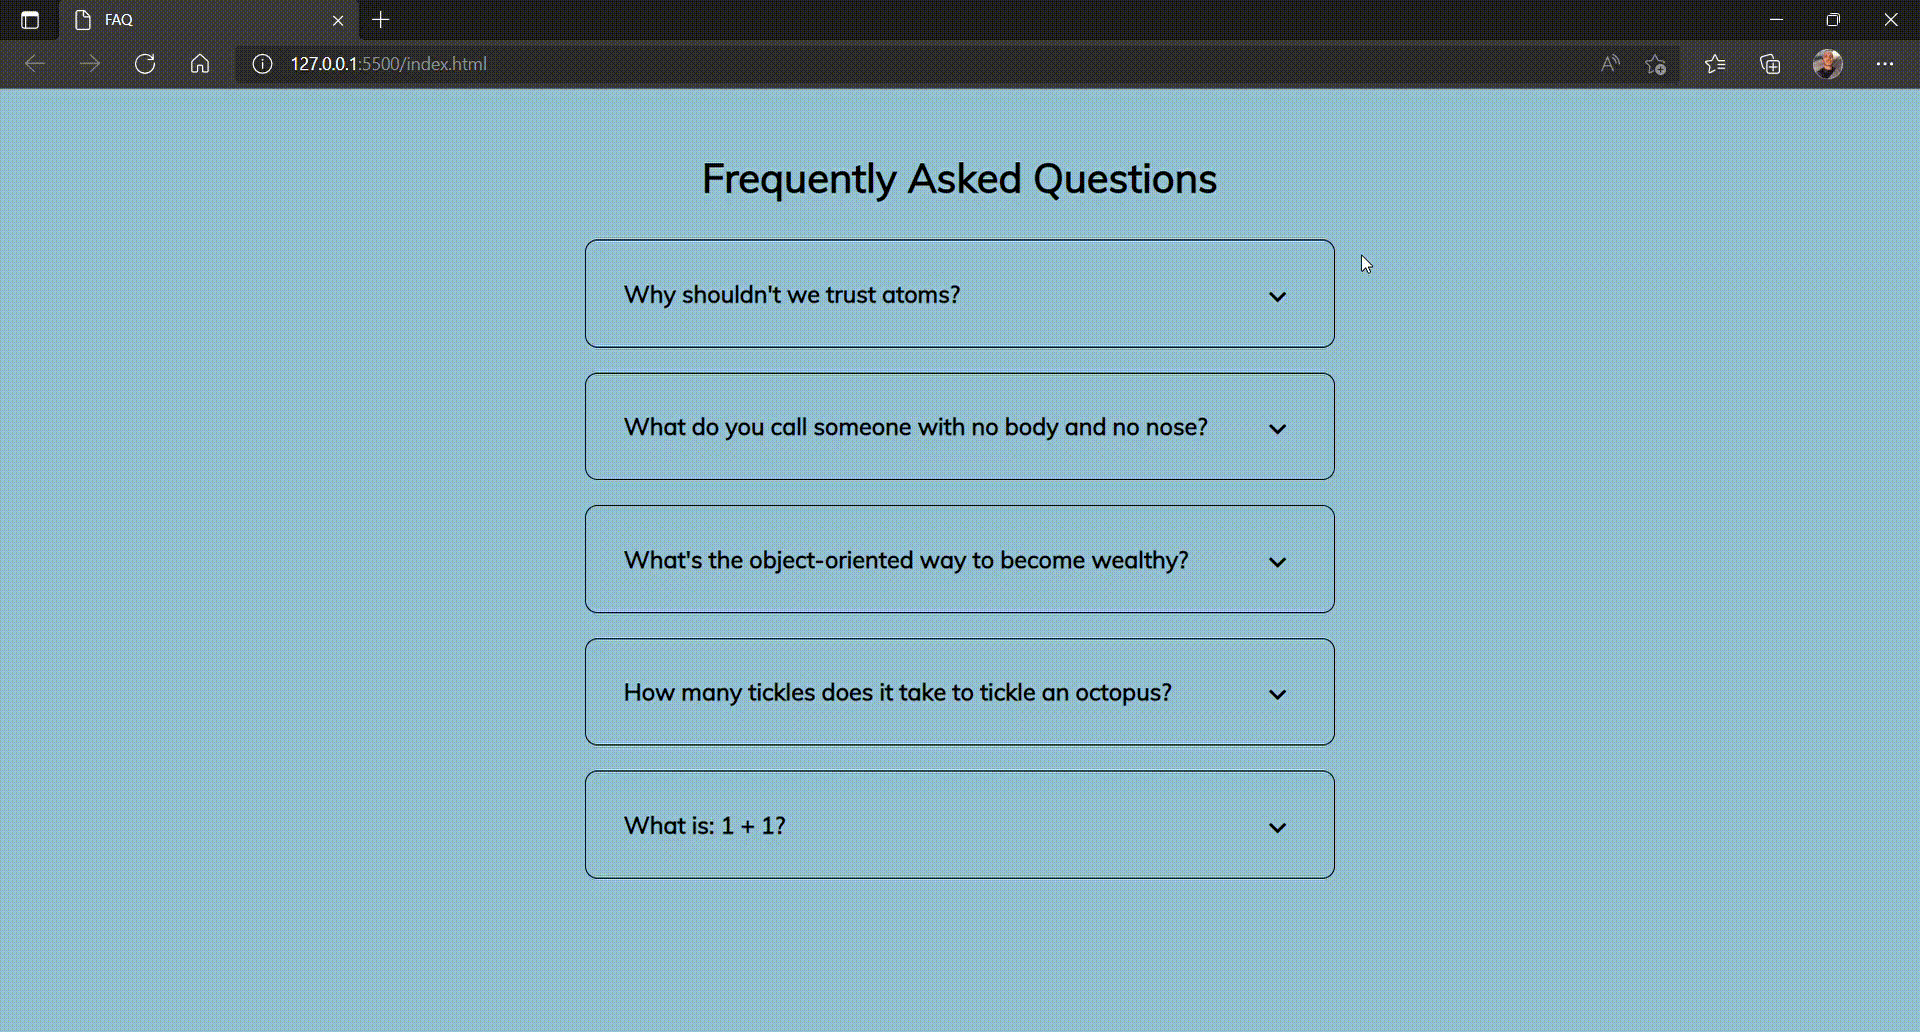 FAQ
127.0.0.1:5500/index.html
Frequently Asked Questions
Why shouldn't we trust atoms?
What do you call someone with no body and no nose?
What's the object-oriented way to become wealthy?
How many tickles does it take to tickle an octopus?
What is: 1 + 1?